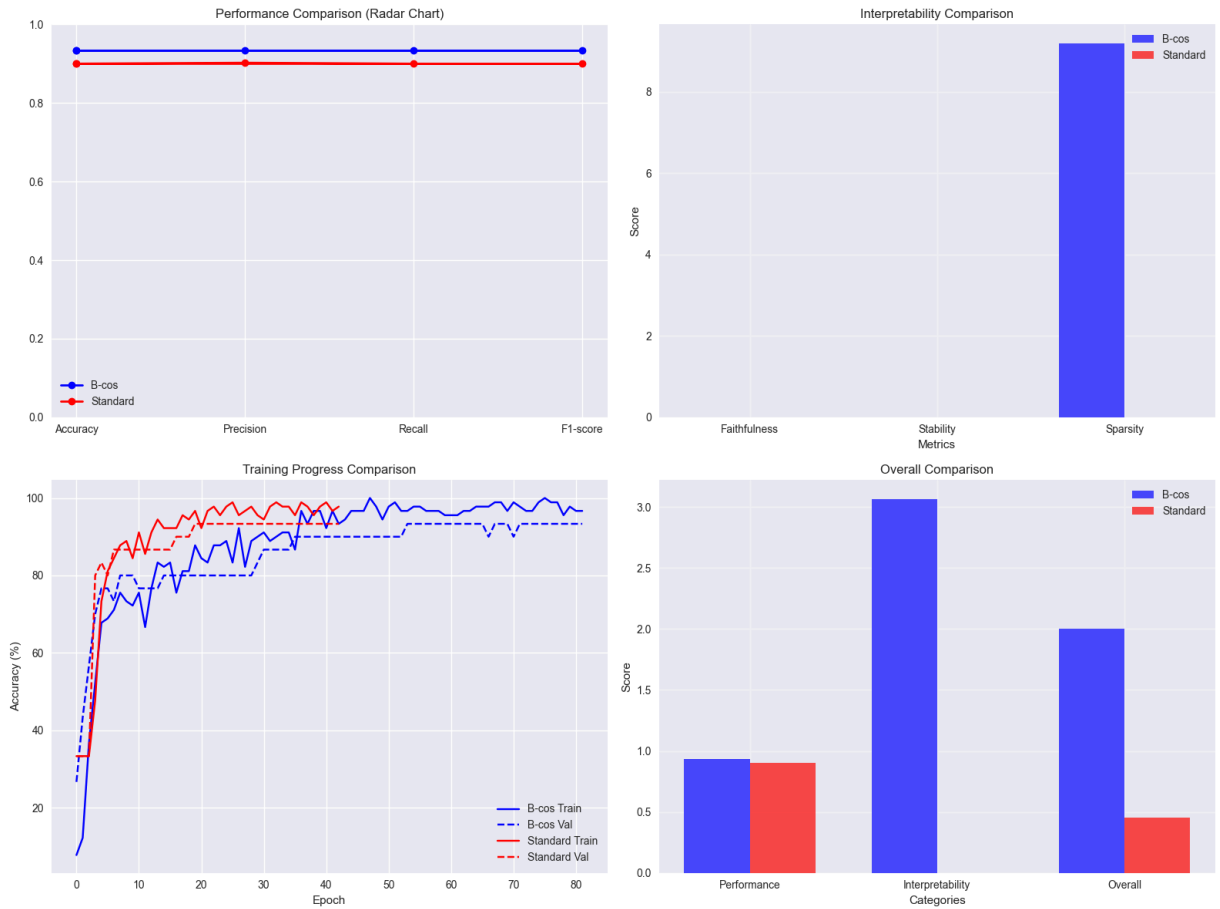 Performance Comparison (Radar Chart)
1.0
0.8
0.6
0.4
0.2
0.0
B-cos
Standard
Accuracy
Precision
Recall
F1-score
Interpretability Comparison
B-cos
Standard
Score
8
6
4
2
0
Faithfulness
Stability
Sparsity
Metrics
Training Progress Comparison
Accuracy (%)
100
80
60
40
20
B-cos Train
B-cos Val
Standard Train
Standard Val
0
10
20
30
40
50
60
70
80
Epoch
Overall Comparison
B-cos
Standard
Score
3.0
2.5
2.0
1.5
1.0
0.5
0.0
Performance
Interpretability
Overall
Categories